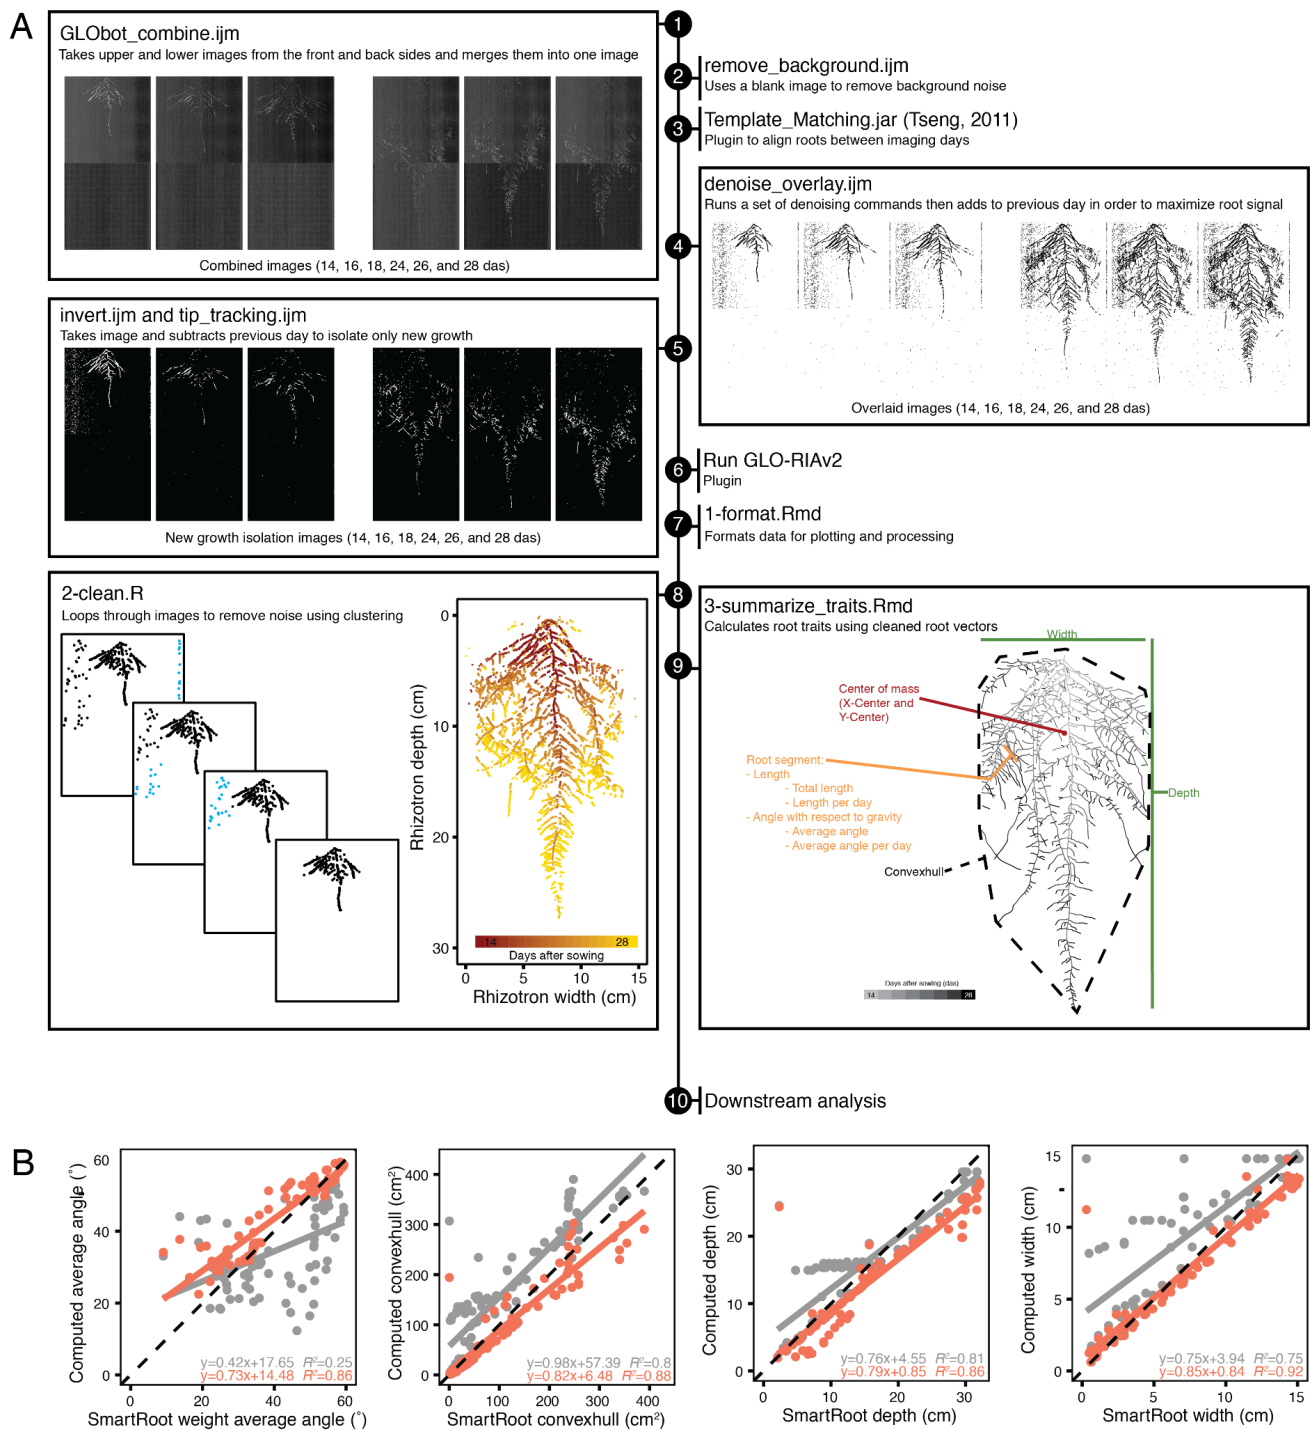 A
GLObot_combine.ijm
Takes upper and lower images from the front and back sides and merges them into one image
Combined images (14, 16, 18, 24, 26, and 28 das)
1
2
remove_background.ijm
Uses a blank image to remove background noise
3
Template_Matching.jar (Tseng, 2011)
Plugin to align roots between imaging days
4
denoise_overlay.ijm
Runs a set of denoising commands then adds to previous day in order to maximize root signal
Overlaid images (14, 16, 18, 24, 26, and 28 das)
invert.ijm and tip_tracking.ijm
Takes image and subtracts previous day to isolate only new growth
New growth isolation images (14, 16, 18, 24, 26, and 28 das)
5
6
Run GLO-RIAv2
Plugin
7
1-format.Rmd
Formats data for plotting and processing
8
2-clean.R
Loops through images to remove noise using clustering
Rhizotron depth (cm)
0
10
20
30
14
28
Days after sowing
0
5
10
15
Rhizotron width (cm)
9
3-summarize_traits.Rmd
Calculates root traits using cleaned root vectors
Width
Center of mass
(X-Center and
Y-Center)
Root segment:
- Length
- Total length
- Length per day
- Angle with respect to gravity
- Average angle
- Average angle per day
Depth
Convexhull
Days after sowing (das)
14
28
10
Downstream analysis
B
Computed average angle (°)
60
40
20
0
y=0.42x+17.65 R²=0.25
y=0.73x+14.48 R²=0.86
0
20
40
60
SmartRoot weight average angle (°)
Computed convexhull (cm²)
400
300
200
100
0
y=0.98x+57.39 R²=0.8
y=0.82x+6.48 R²=0.88
0
100
200
300
400
SmartRoot convexhull (cm²)
Computed depth (cm)
30
20
10
0
y=0.76x+4.55 R²=0.81
y=0.79x+0.85 R²=0.86
0
10
20
30
SmartRoot depth (cm)
Computed width (cm)
15
10
5
0
y=0.75x+3.94 R²=0.75
y=0.85x+0.84 R²=0.92
0
5
10
15
SmartRoot width (cm)